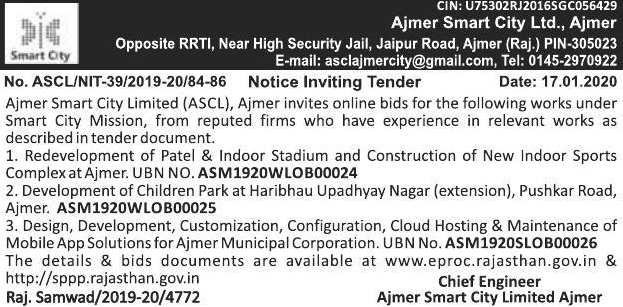 CIN: U75302RJ2016SGC056429
Ajmer Smart City Ltd., Ajmer
Smart City
Opposite RRTI, Near High Security Jail, Jaipur Road, Ajmer (Raj.) PIN-305023
E-mail: asclajmercity@gmail.com, Tel: 0145-2970922
No. ASCL/NIT-39/2019-20/84-86 Notice Inviting Tender Date: 17.01.2020
Ajmer Smart City Limited (ASCL), Ajmer invites online bids for the following works under
Smart City Mission, from reputed firms who have experience in relevant works as
described in tender document.
1. Redevelopment of Patel & Indoor Stadium and Construction of New Indoor Sports
Complex at Ajmer. UBN NO. ASM1920WLOB00024
2. Development of Children Park at Haribhau Upadhyay Nagar (extension), Pushkar Road,
Ajmer. ASM1920WLOB00025
3. Design, Development, Customization, Configuration, Cloud Hosting & Maintenance of
Mobile App Solutions for Ajmer Municipal Corporation. UBN No. ASM1920SLOB00026
The details & bids documents are available at www.eproc.rajasthan.gov.in &
http://sppp.rajasthan.gov.in
Chief Engineer
Raj. Samwad/2019-20/4772 Ajmer Smart City Limited Ajmer